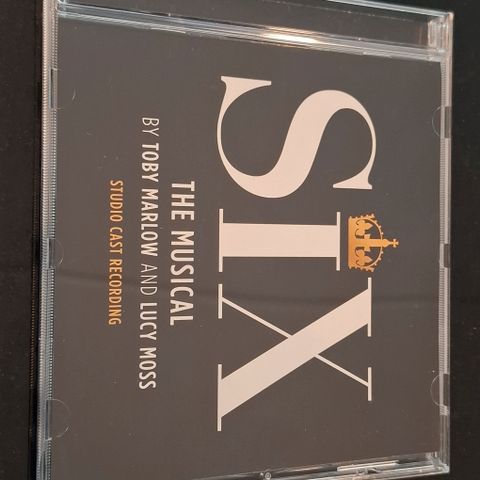 SIX
THE MUSICAL
BY TOBY MARLOW AND LUCY MOSS
STUDIO CAST RECORDING